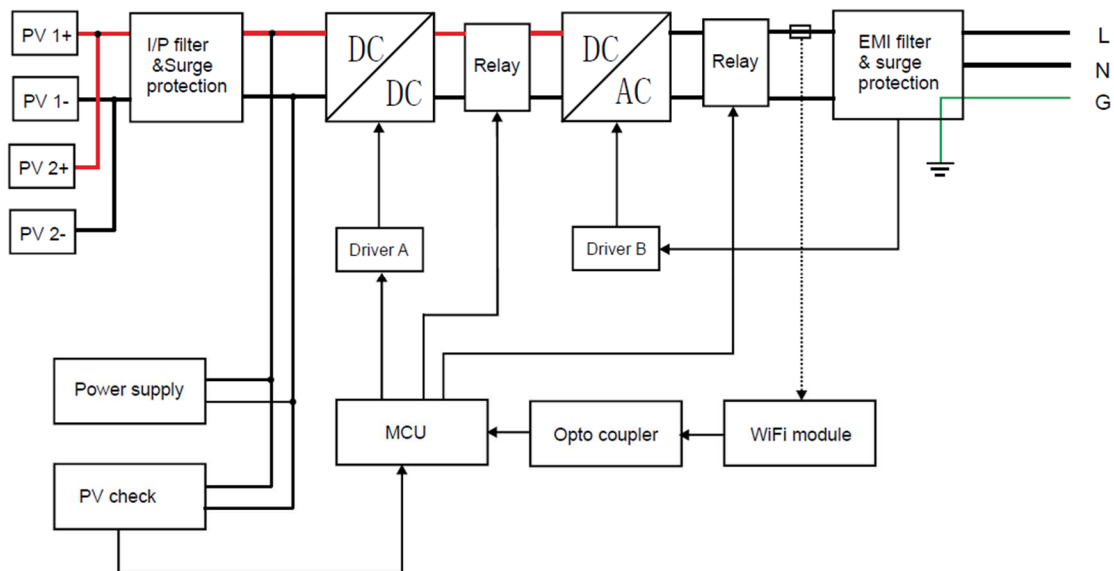 PV 1+
I/P filter
&Surge
protection
DC
DC
Relay
DC
AC
Relay
EMI filter
& surge
protection
L
N
G
PV 1-
PV 2+
PV 2-
Driver A
Driver B
Power supply
MCU
Opto coupler
WiFi module
PV check